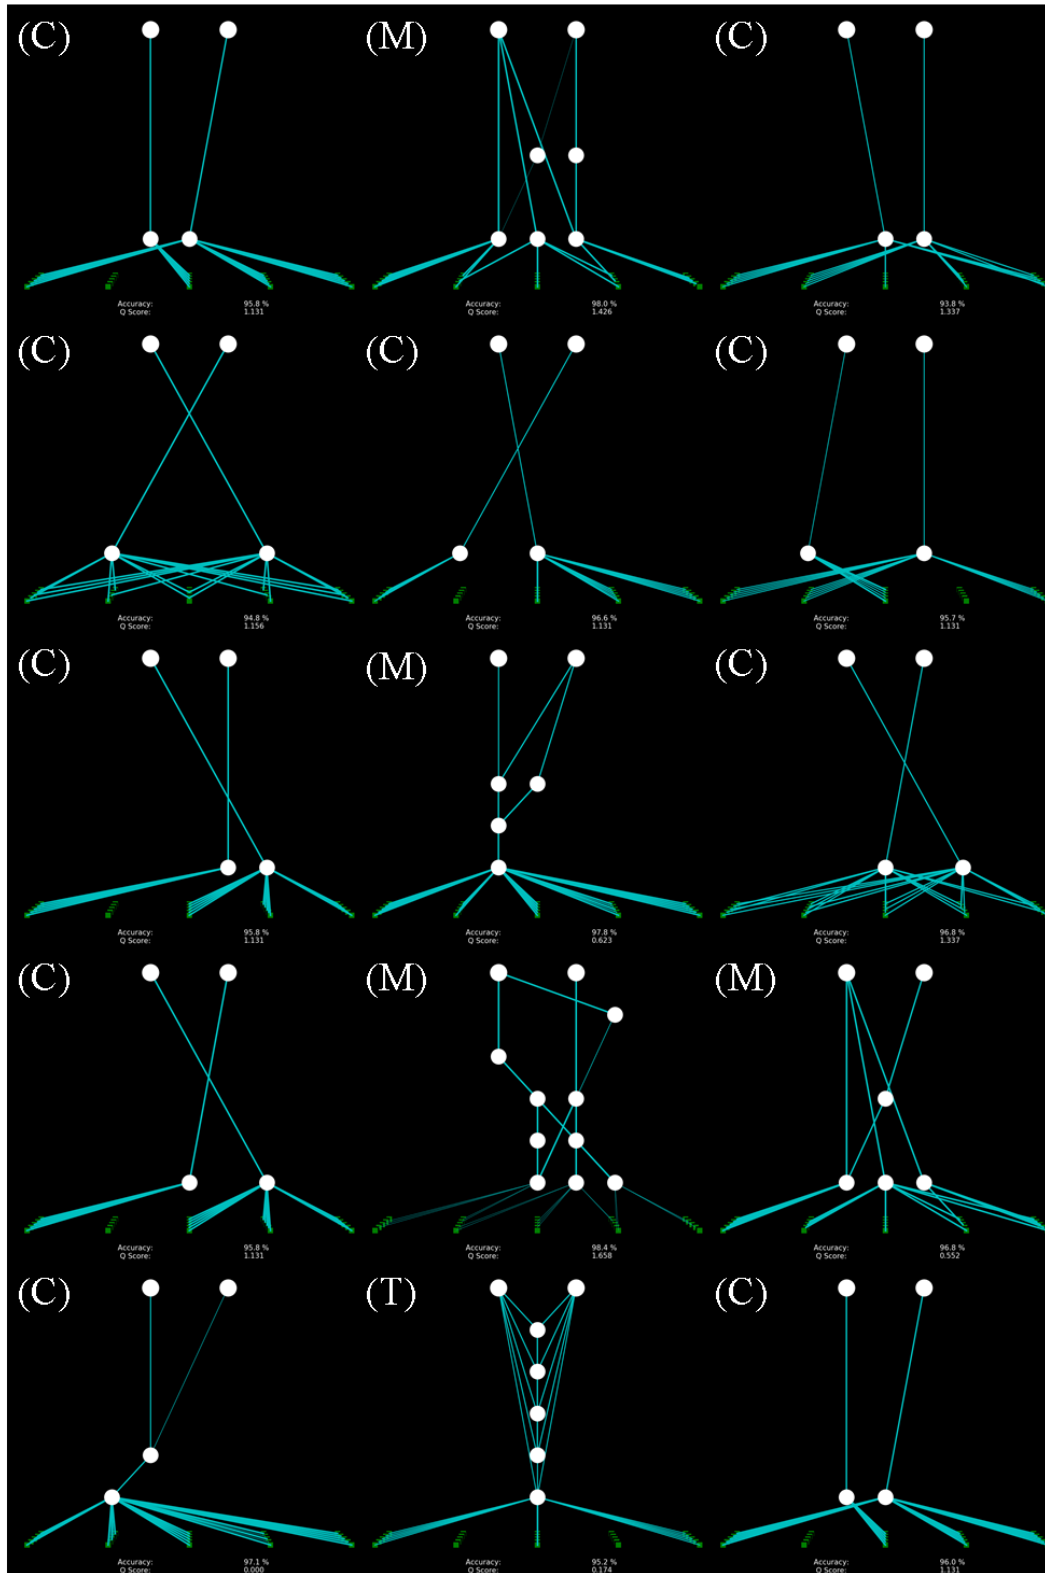 (C) (M) (C)
Accuracy: 95.8 % Accuracy: 98.0 % Accuracy: 93.8 %
Q Score: 1.131 Q Score: 1.426 Q Score: 1.337
(C) (C) (C)
Accuracy: 94.8 % Accuracy: 96.6 % Accuracy: 95.7 %
Q Score: 1.156 Q Score: 1.131 Q Score: 1.131
(C) (M) (C)
Accuracy: 95.8 % Accuracy: 97.8 % Accuracy: 96.8 %
Q Score: 1.131 Q Score: 0.623 Q Score: 1.337
(C) (M) (M)
Accuracy: 95.8 % Accuracy: 98.4 % Accuracy: 96.8 %
Q Score: 1.131 Q Score: 1.658 Q Score: 0.552
(C) (T) (C)
Accuracy: 97.1 % Accuracy: 95.2 % Accuracy: 96.0 %
Q Score: 0.000 Q Score: 0.174 Q Score: 1.131